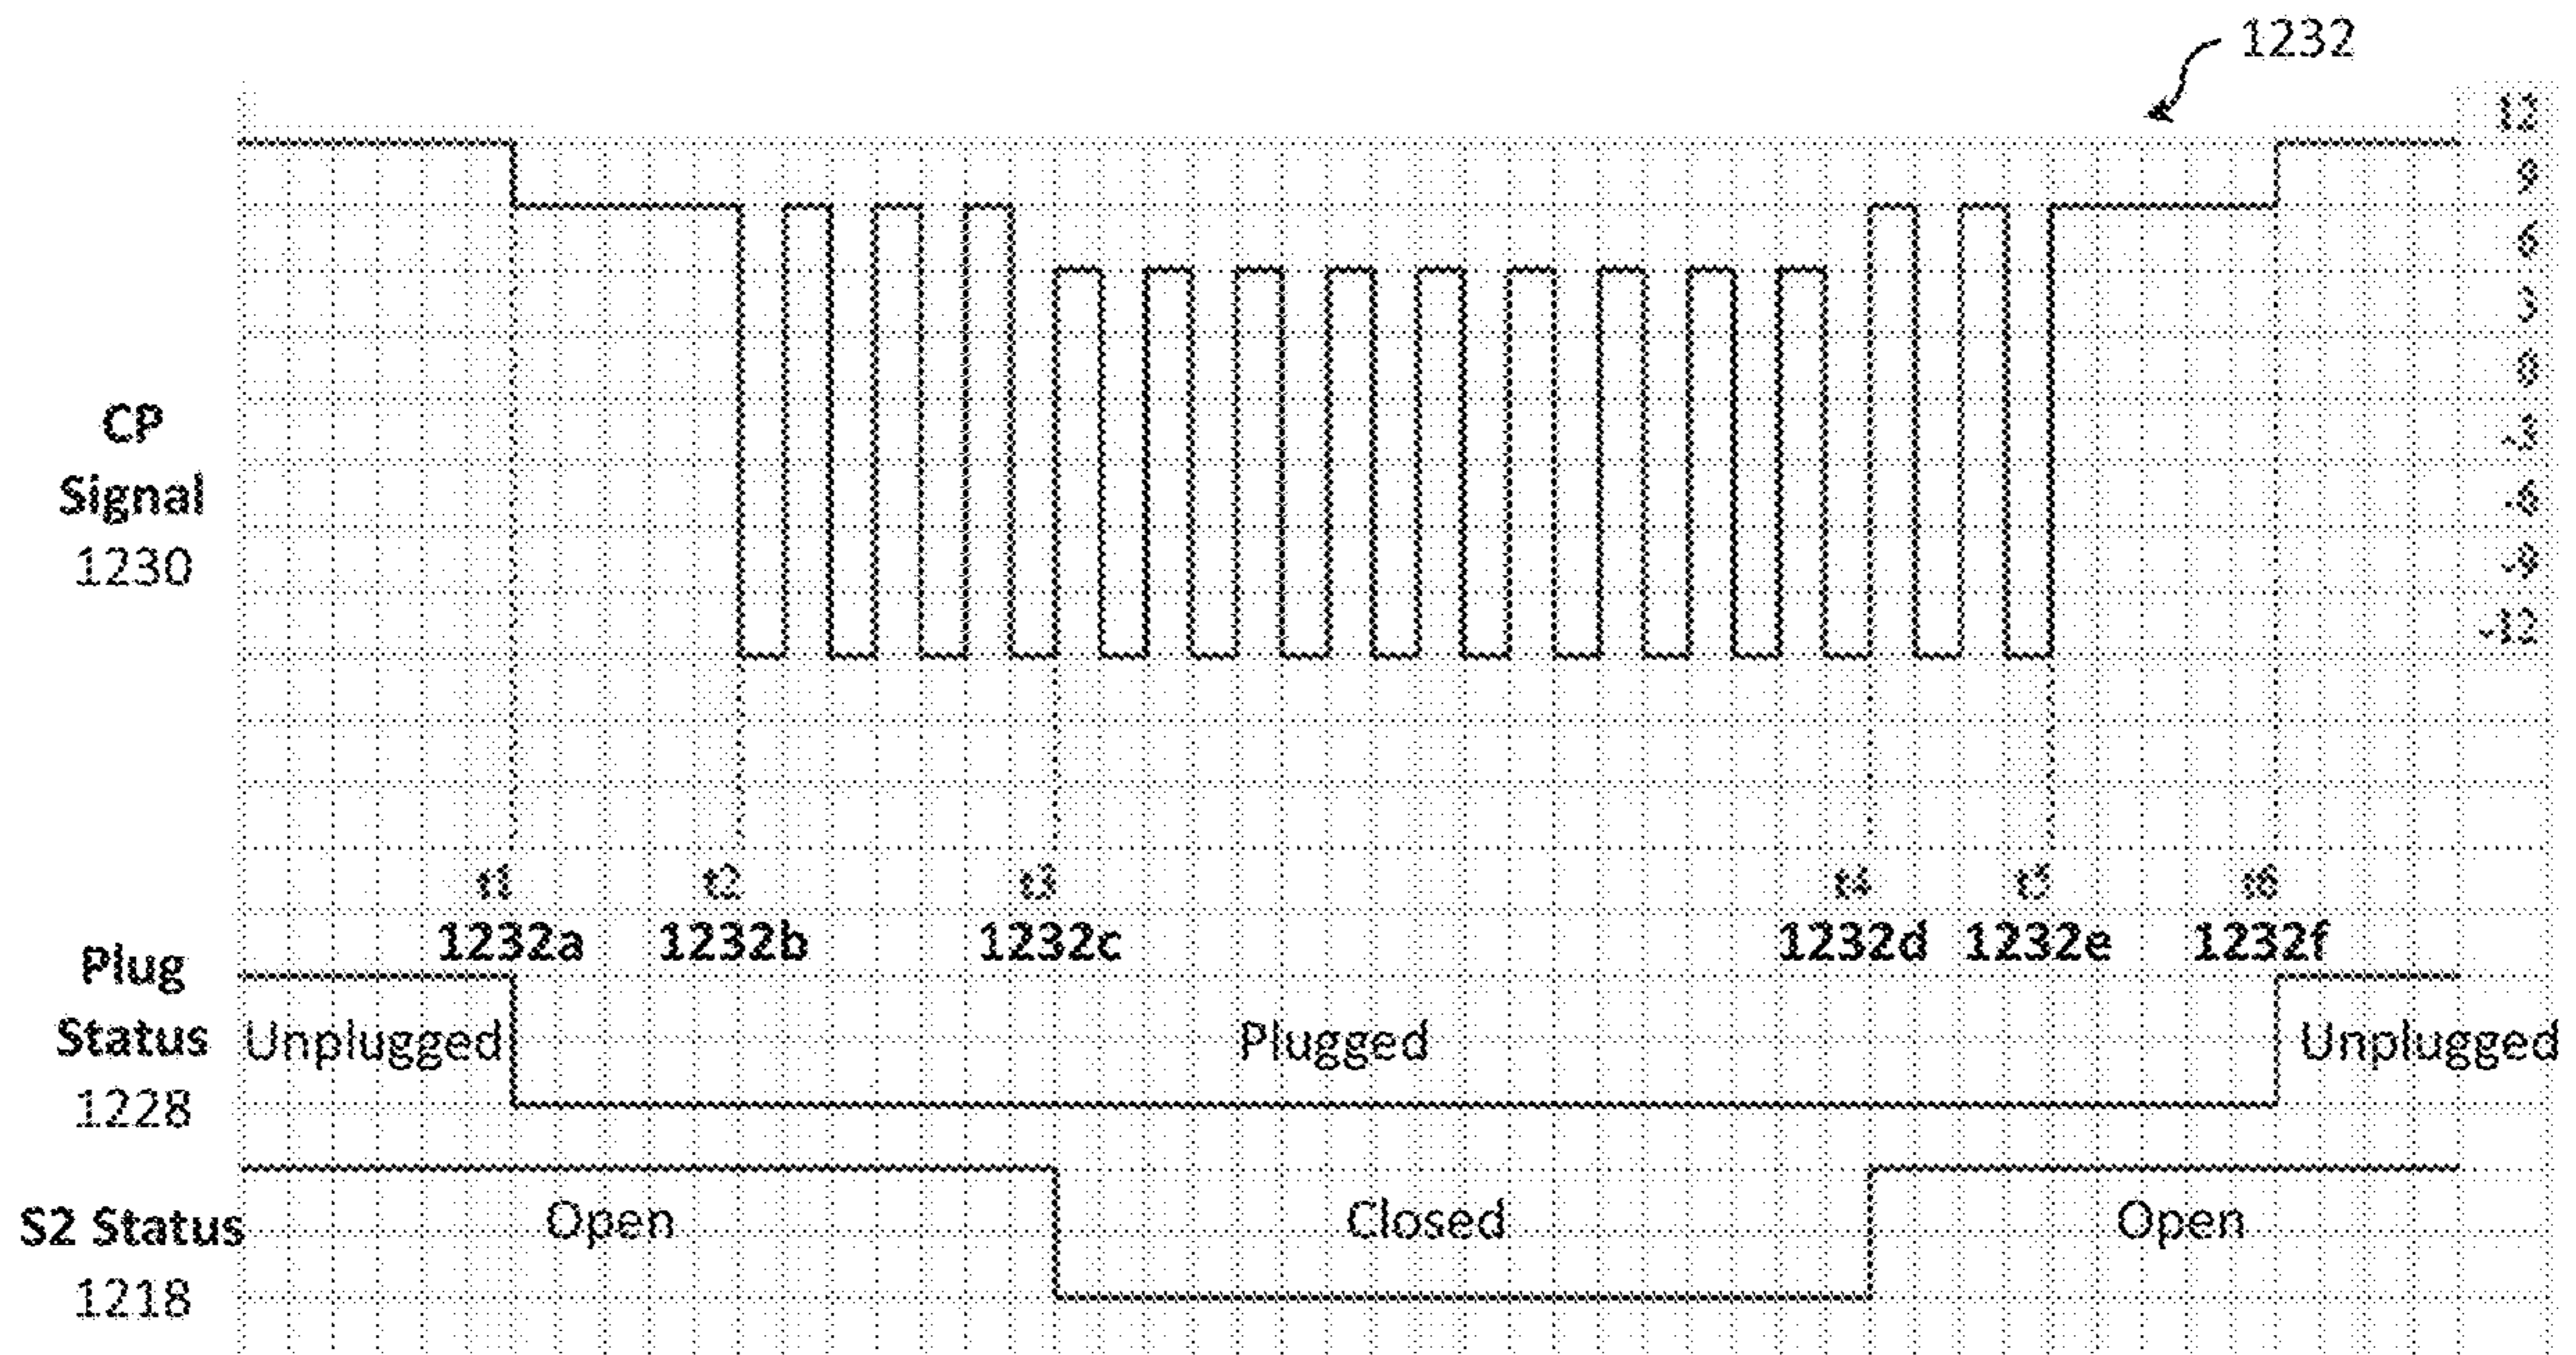 1232
12
9
6
3
0
-3
-6
-9
-12
CP
Signal
1230
t1 t2 t3 t4 t5 t6
1232a 1232b 1232c 1232d 1232e 1232f
Plug
Status
1228
Unplugged Plugged Unplugged
S2 Status
1218
Open Closed Open